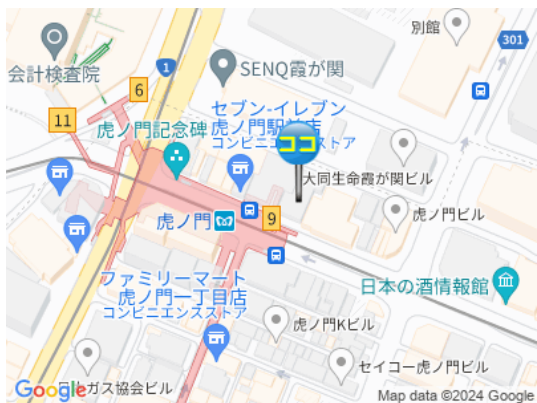 別館
301
会計検査院
1
SENQ霞が関
6
11
セブン-イレブン
虎ノ門駅前店
コンビニエンスストア
虎ノ門記念碑
ココ
大同生命霞が関ビル
虎ノ門
9
虎ノ門ビル
ファミリーマート
虎ノ門一丁目店
コンビニエンスストア
日本の酒情報館
虎ノ門Kビル
セイコー虎ノ門ビル
ガス協会ビル
Google
Map data ©2024 Google